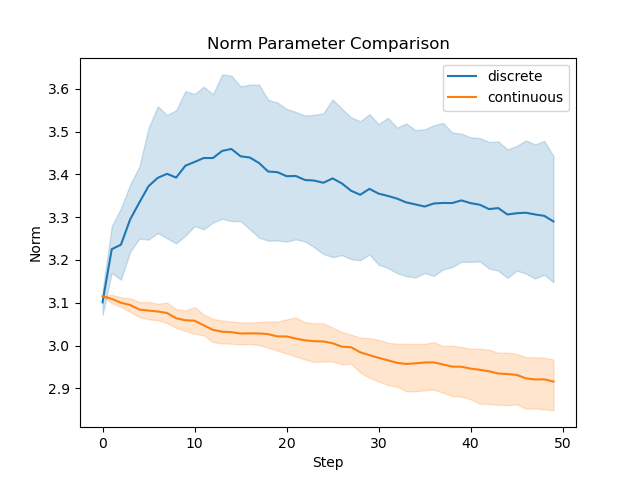 Norm Parameter Comparison
discrete
continuous
3.6
3.5
3.4
3.3
3.2
3.1
3.0
2.9
Norm
0 10 20 30 40 50
Step